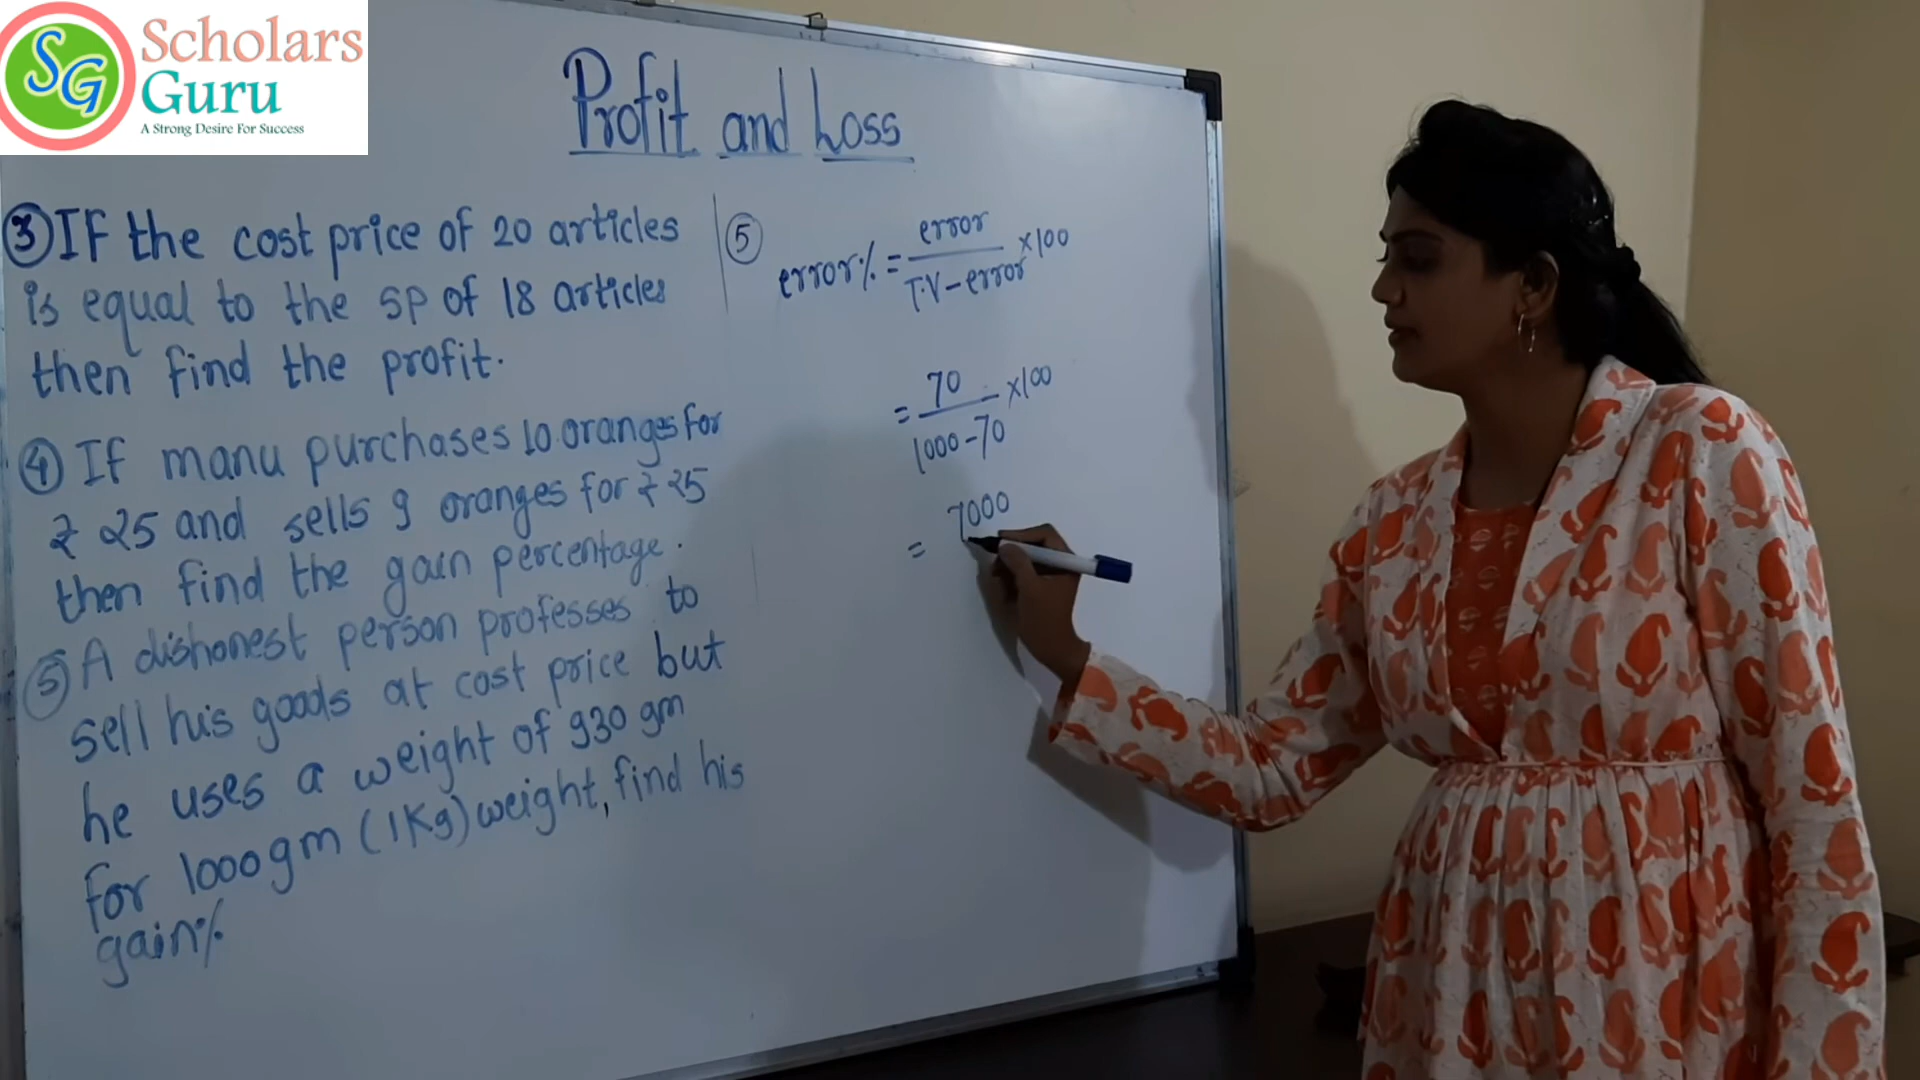 SG
Scholars
Guru
A Strong Desire For Success
Profit and Loss
③ IF the cost price of 20 articles
is equal to the SP of 18 articles
then find the profit.
④ If manu purchases 10 oranges for
₹ 25 and sells 9 oranges for ₹ 25
then find the gain percentage.
⑤ A dishonest person professes to
sell his goods at cost price but
he uses a weight of 930 gm
for 1000gm (1Kg) weight, find his
gain%
⑤
error% = error / T.V - error × 100
= 70 / 1000-70 × 100
= 7000